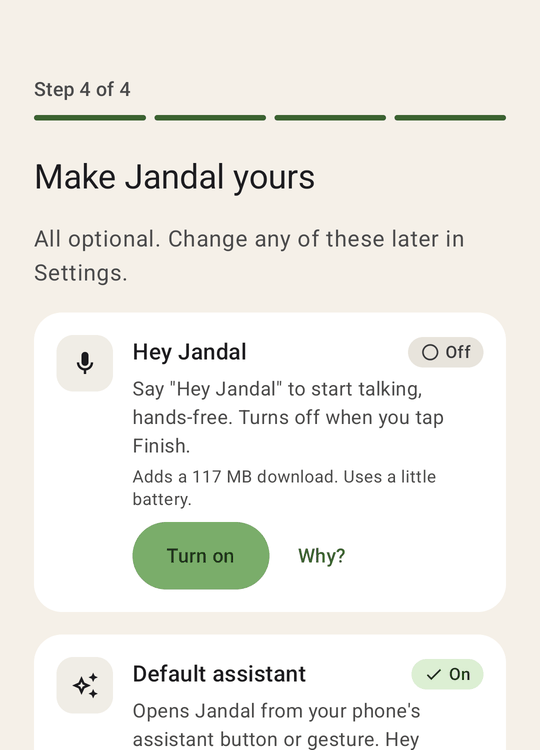 Step 4 of 4
Make Jandal yours
All optional. Change any of these later in
Settings.
Hey Jandal
Off
Say "Hey Jandal" to start talking,
hands-free. Turns off when you tap
Finish.
Adds a 117 MB download. Uses a little
battery.
Turn on
Why?
Default assistant
On
Opens Jandal from your phone's
assistant button or gesture. Hey